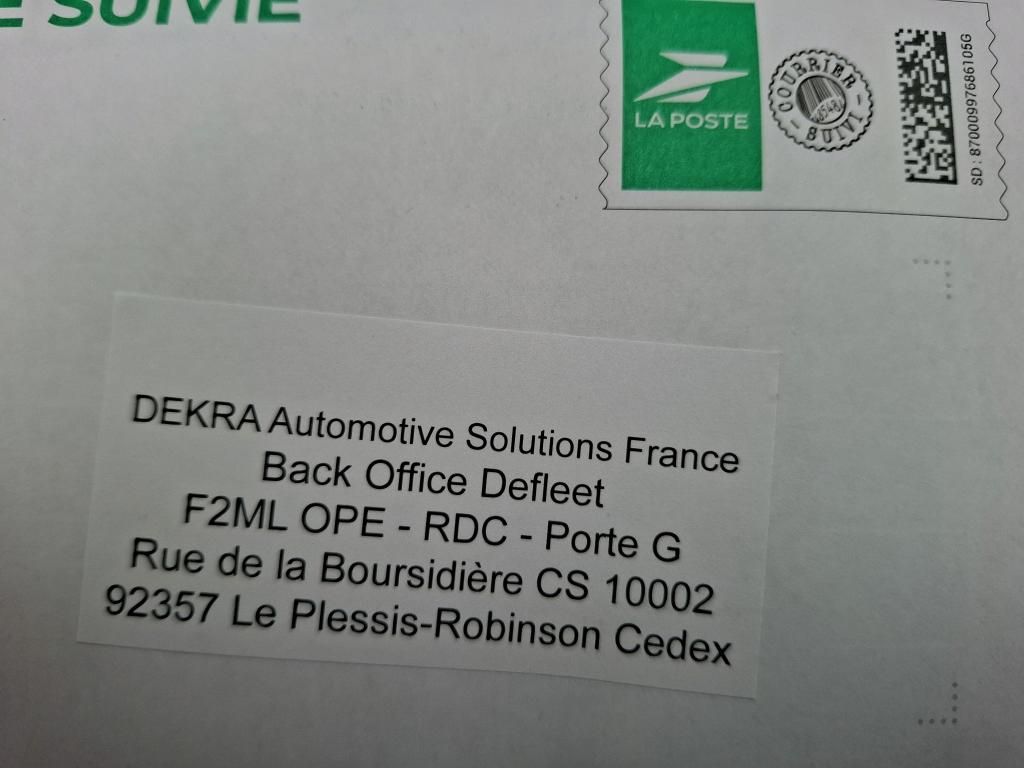 E SUIVIE
LA POSTE
COURRIER
SUIVI
SD : 87000997686105G
DEKRA Automotive Solutions France
Back Office Defleet
F2ML OPE - RDC - Porte G
Rue de la Boursidière CS 10002
92357 Le Plessis-Robinson Cedex